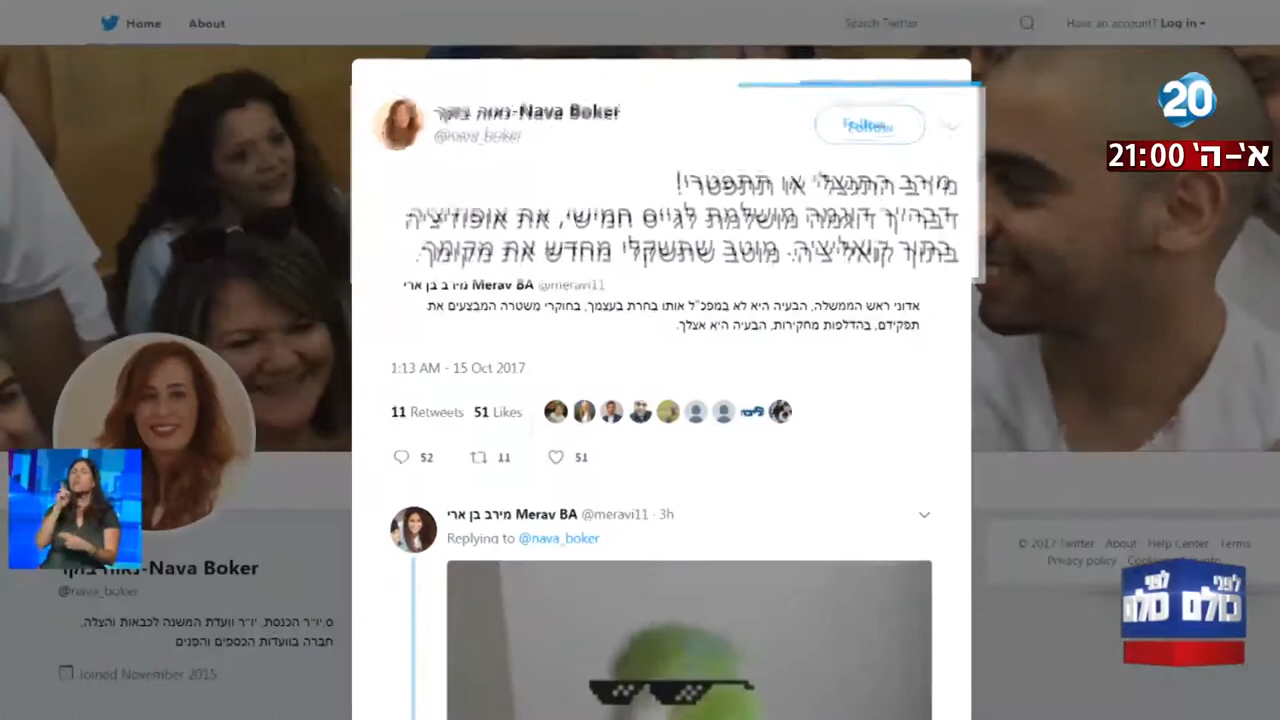 Home About Search Twitter Have an account? Log in
20
א'-ה' 21:00
נאוה בוקר-Nava Boker
@nava_boker
Follow
מירב התנצלי או תתפטרי!
דברייך דוגמה מושלמת לגייס חמישי, את אופוזיציה
בתוך קואליציה. מוטב שתשקלי מחדש את מקומך.
מירב בן ארי Merav BA @meravi11
אדוני ראש הממשלה, הבעיה היא לא במפכ"ל אותו בחרת בעצמך, בחוקרי משטרה המבצעים את
תפקידם, בהדלפות מחקירות, הבעיה היא אצלך.
1:13 AM - 15 Oct 2017
11 Retweets 51 Likes
52 11 51
מירב בן ארי Merav BA @meravi11 · 3h
Replying to @nava_boker
נאוה בוקר-Nava Boker
@nava_boker
ס.יו"ר הכנסת, יו"ר וועדת המשנה לכבאות והצלה,
חברה בוועדות הכספים והפנים
Joined November 2015
© 2017 Twitter About Help Center Terms
Privacy policy
לפני
כולם